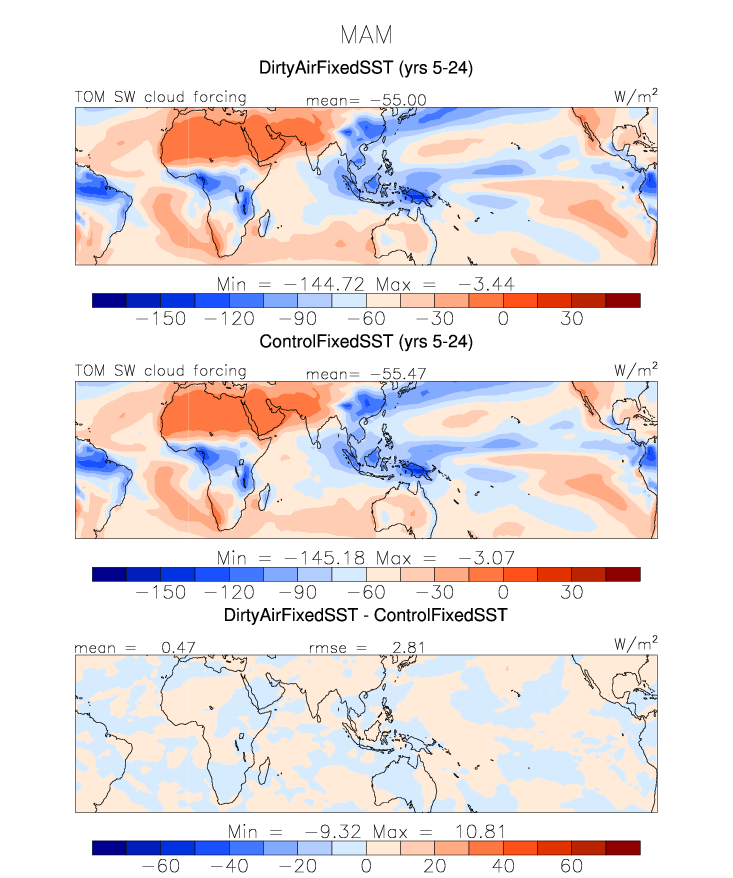 MAM
DirtyAirFixedSST (yrs 5-24)
TOM SW cloud forcing mean= −55.00 W/m²
Min = −144.72 Max = −3.44
−150 −120 −90 −60 −30 0 30
ControlFixedSST (yrs 5-24)
TOM SW cloud forcing mean= −55.47 W/m²
Min = −145.18 Max = −3.07
−150 −120 −90 −60 −30 0 30
DirtyAirFixedSST - ControlFixedSST
mean = 0.47 rmse = 2.81 W/m²
Min = −9.32 Max = 10.81
−60 −40 −20 0 20 40 60